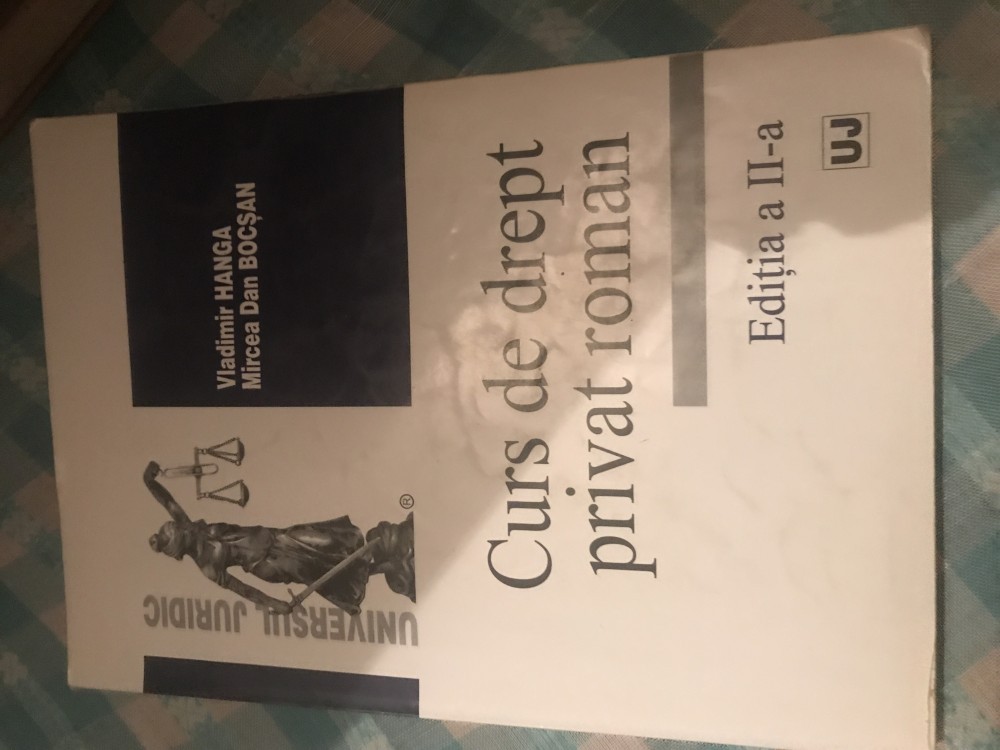 Vladimir HANGA
Mircea Dan BOCȘAN
UNIVERSUL JURIDIC
®
Curs de drept
privat roman
Ediția a II-a
UJ